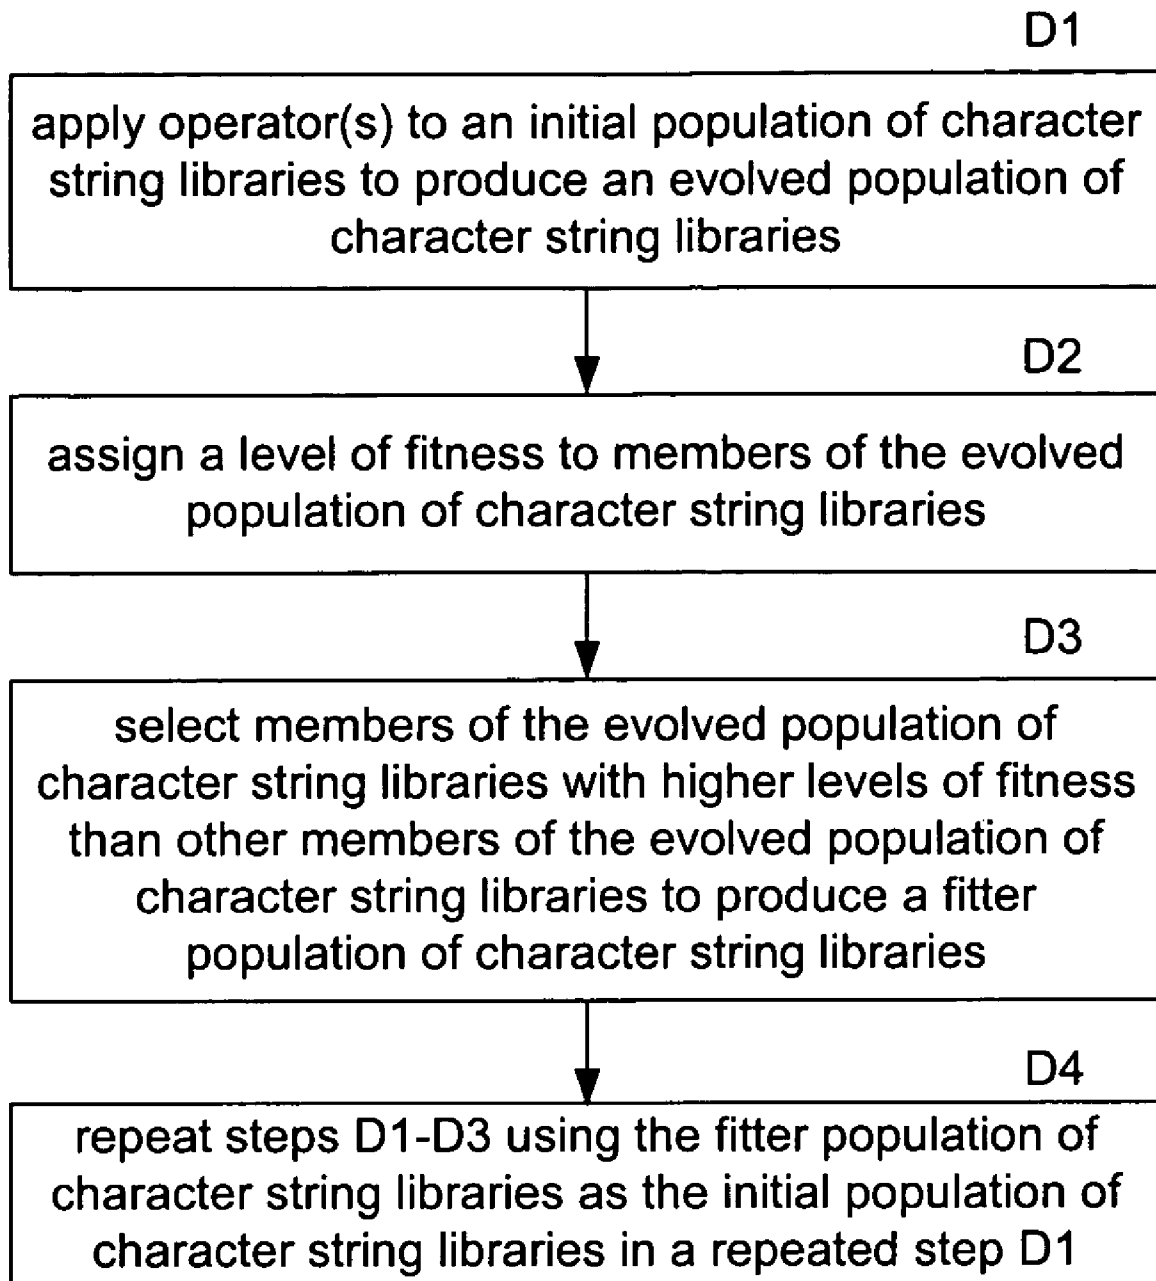 D1
apply operator(s) to an initial population of character
string libraries to produce an evolved population of
character string libraries
D2
assign a level of fitness to members of the evolved
population of character string libraries
D3
select members of the evolved population of
character string libraries with higher levels of fitness
than other members of the evolved population of
character string libraries to produce a fitter
population of character string libraries
D4
repeat steps D1-D3 using the fitter population of
character string libraries as the initial population of
character string libraries in a repeated step D1